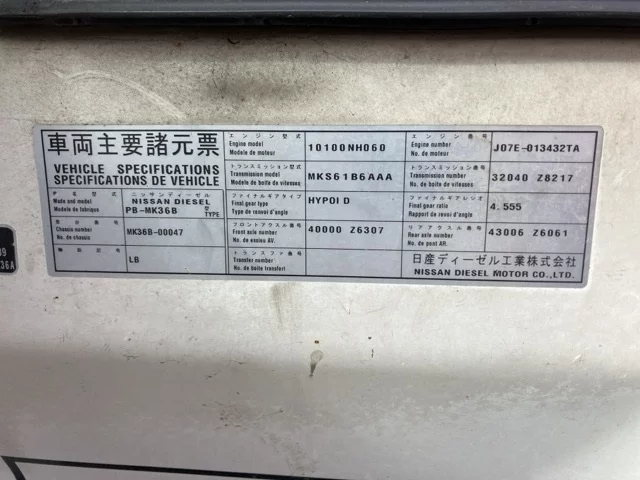 車両主要諸元票
VEHICLE SPECIFICATIONS
SPECIFICATIONS DE VEHICLE
エンジン型式
Engine model
Modele de moteur
10100NH060
エンジン番号
Engine number
No. de moteur
J07E-013432TA
トランスミッション型式
Transmission model
Modele de boite de vitesses
MKS61B6AAA
トランスミッション番号
Transmission number
No. de boite de vitesses
32040 Z8217
車名及び型式
Make and model
Modele de fabrique
ニッサンディーゼル
NISSAN DIESEL
PB-MK36B 型 TYPE
ファイナルギアタイプ
Final gear type
Type de renvoi d'angle
HYPOID
ファイナルギアレシオ
Final gear ratio
Rapport de renvoi d'angle
4.555
Chassis number
No. de chassis
MK36B-00047
フロントアクスル番号
Front axle number
No. de essieu AV.
40000 Z6307
リアアクスル番号
Rear axle number
No. de pont AR.
43006 Z6061
LB
トランスファ番号
Transfer number
No. de boite transfert
日産ディーゼル工業株式会社
NISSAN DIESEL MOTOR CO.,LTD.
36A